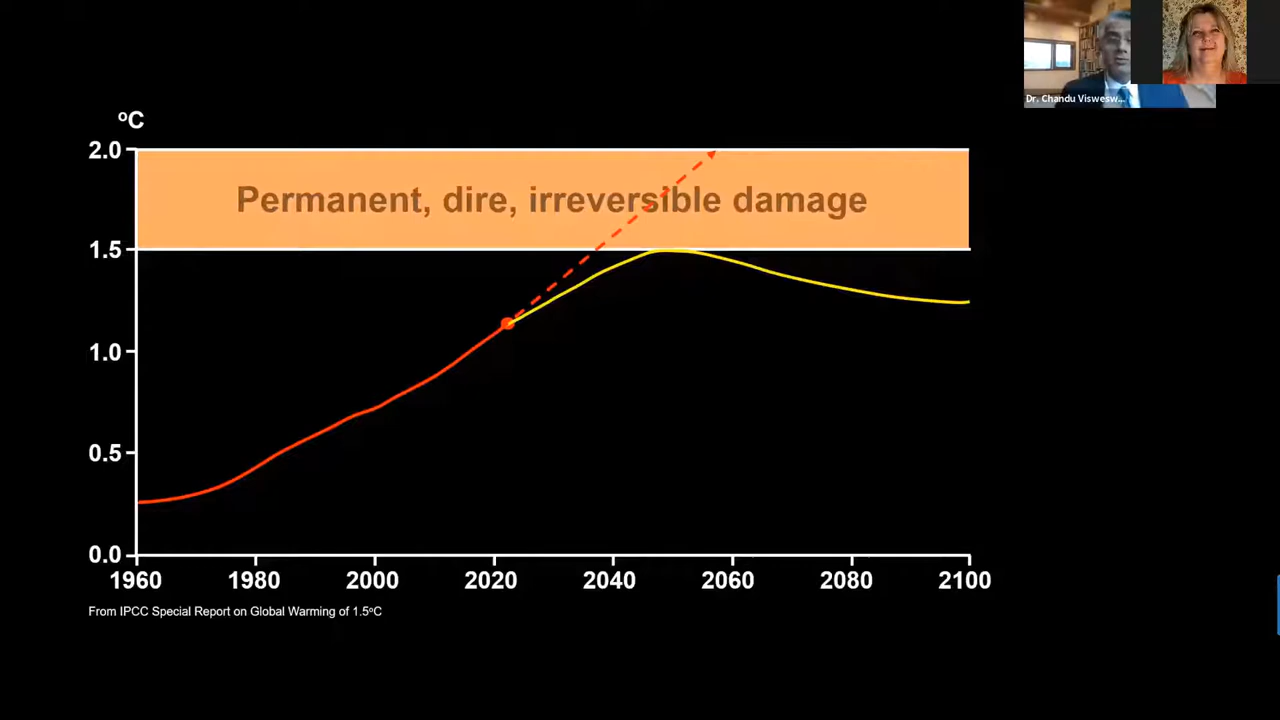 Dr. Chandu Viswesw...
ºC
2.0
Permanent, dire, irreversible damage
1.5
1.0
0.5
0.0
1960 1980 2000 2020 2040 2060 2080 2100
From IPCC Special Report on Global Warming of 1.5ºC